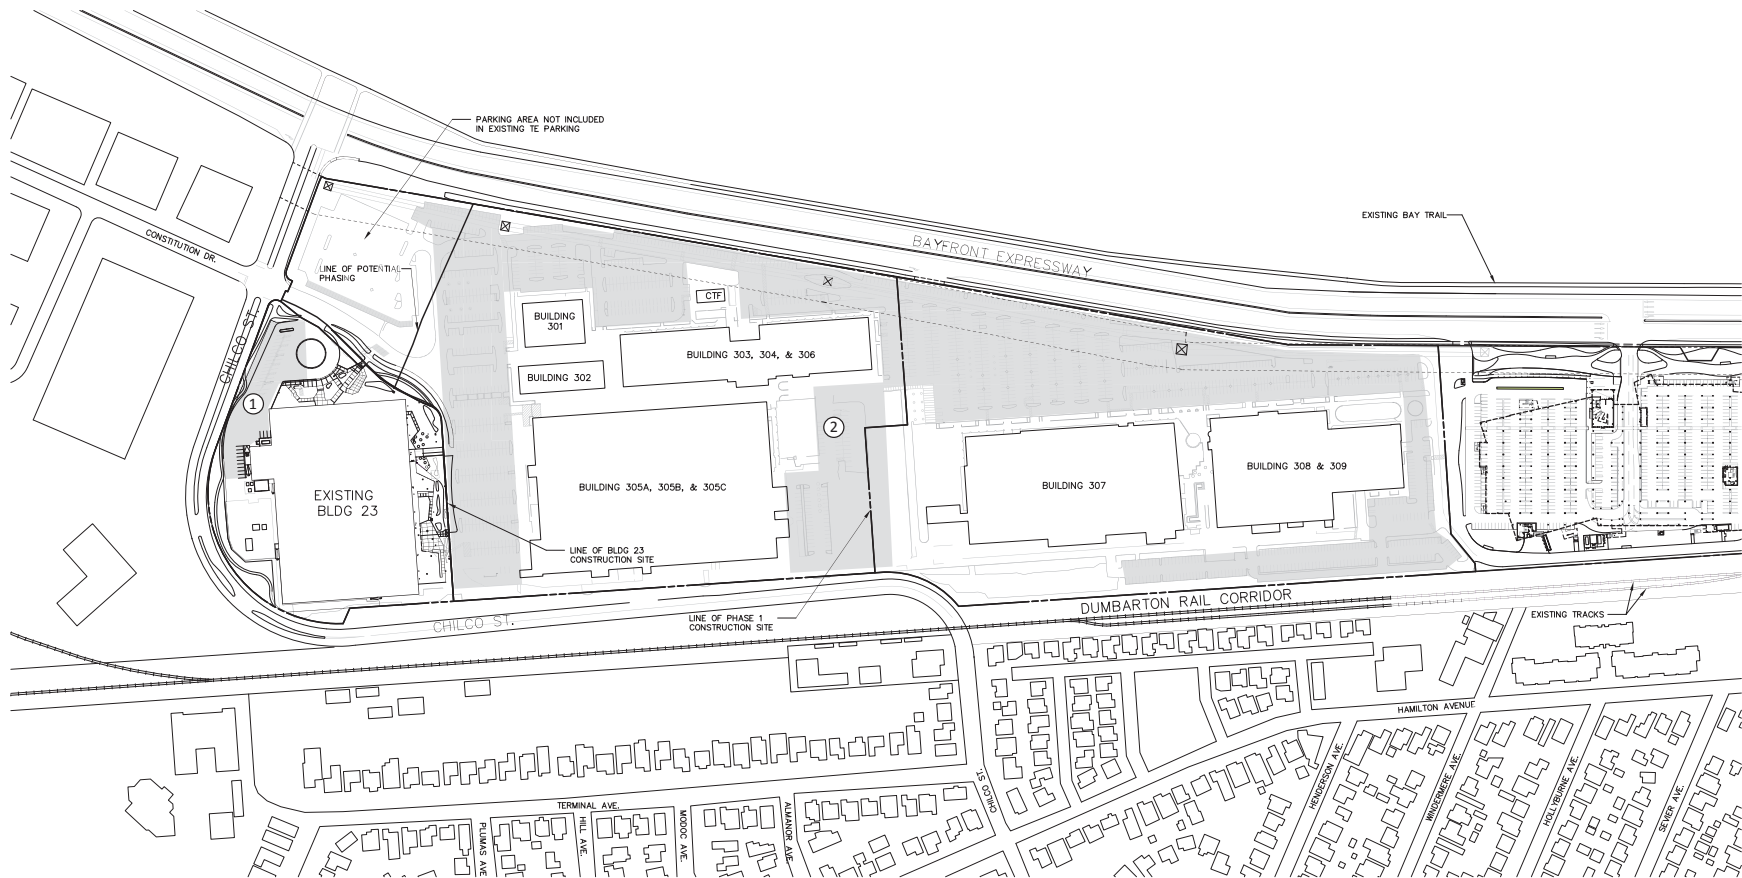 PARKING AREA NOT INCLUDED
IN EXISTING TE PARKING
EXISTING BAY TRAIL
CONSTITUTION DR.
BAYFRONT EXPRESSWAY
LINE OF POTENTIAL
PHASING
CTF
BUILDING
301
CHILCO ST.
BUILDING 303, 304, & 306
BUILDING 302
1
2
BUILDING 308 & 309
BUILDING 305A, 305B, & 305C
BUILDING 307
EXISTING
BLDG 23
LINE OF BLDG 23
CONSTRUCTION SITE
DUMBARTON RAIL CORRIDOR
EXISTING TRACKS
CHILCO ST.
LINE OF PHASE 1
CONSTRUCTION SITE
HAMILTON AVENUE
HENDERSON AVE.
WINDERMERE AVE.
HOLLYBURNE AVE.
SEVIER AVE.
CHILCO ST.
TERMINAL AVE.
PLUMAS AVE
HILL AVE.
MODOC AVE.
ALMANOR AVE.